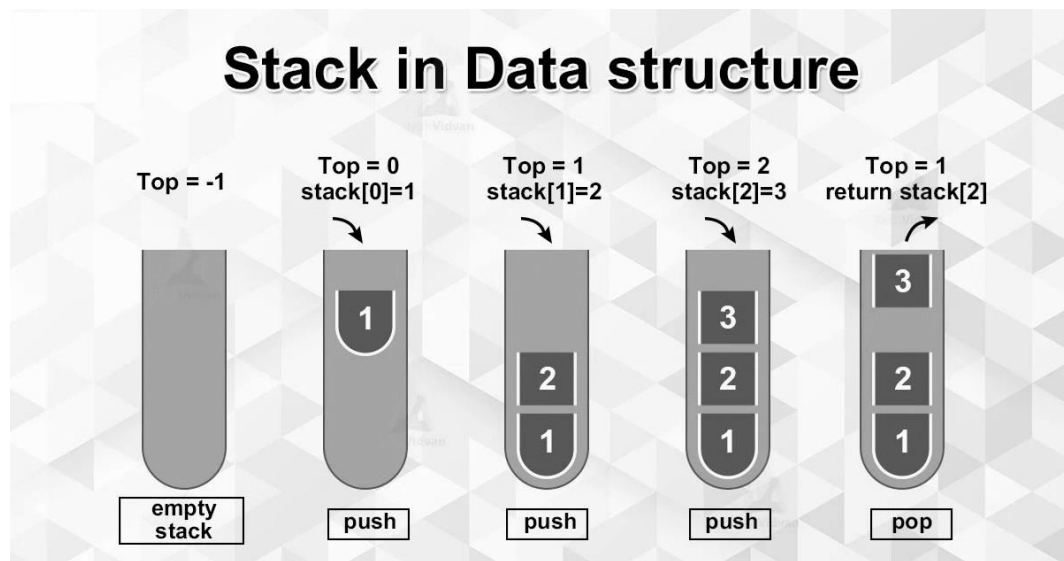 Stack in Data structure
Top = -1
Top = 0
stack[0]=1
Top = 1
stack[1]=2
Top = 2
stack[2]=3
Top = 1
return stack[2]
1
2
1
3
2
1
3
2
1
empty
stack
push
push
push
pop
Vidvan
Vidvan